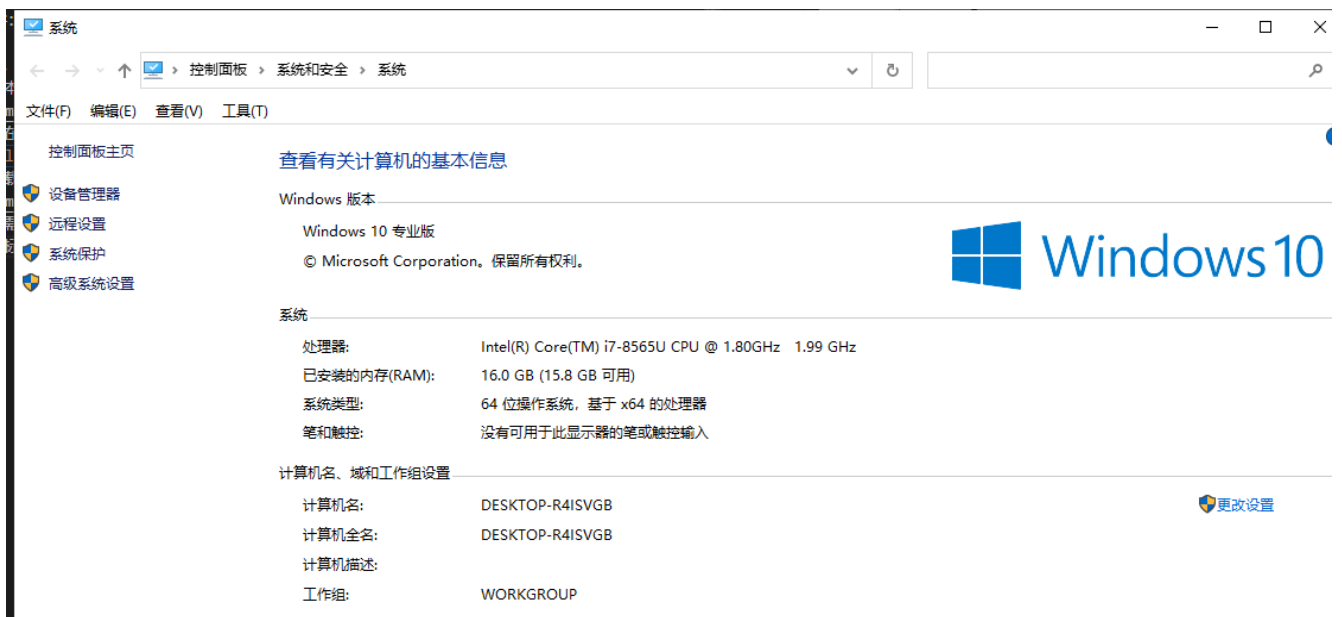 系统
控制面板 › 系统和安全 › 系统
文件(F) 编辑(E) 查看(V) 工具(T)
控制面板主页
设备管理器
远程设置
系统保护
高级系统设置
查看有关计算机的基本信息
Windows 版本
Windows 10 专业版
© Microsoft Corporation。保留所有权利。
Windows 10
系统
处理器: Intel(R) Core(TM) i7-8565U CPU @ 1.80GHz 1.99 GHz
已安装的内存(RAM): 16.0 GB (15.8 GB 可用)
系统类型: 64 位操作系统，基于 x64 的处理器
笔和触控: 没有可用于此显示器的笔或触控输入
计算机名、域和工作组设置
计算机名: DESKTOP-R4ISVGB 更改设置
计算机全名: DESKTOP-R4ISVGB
计算机描述:
工作组: WORKGROUP